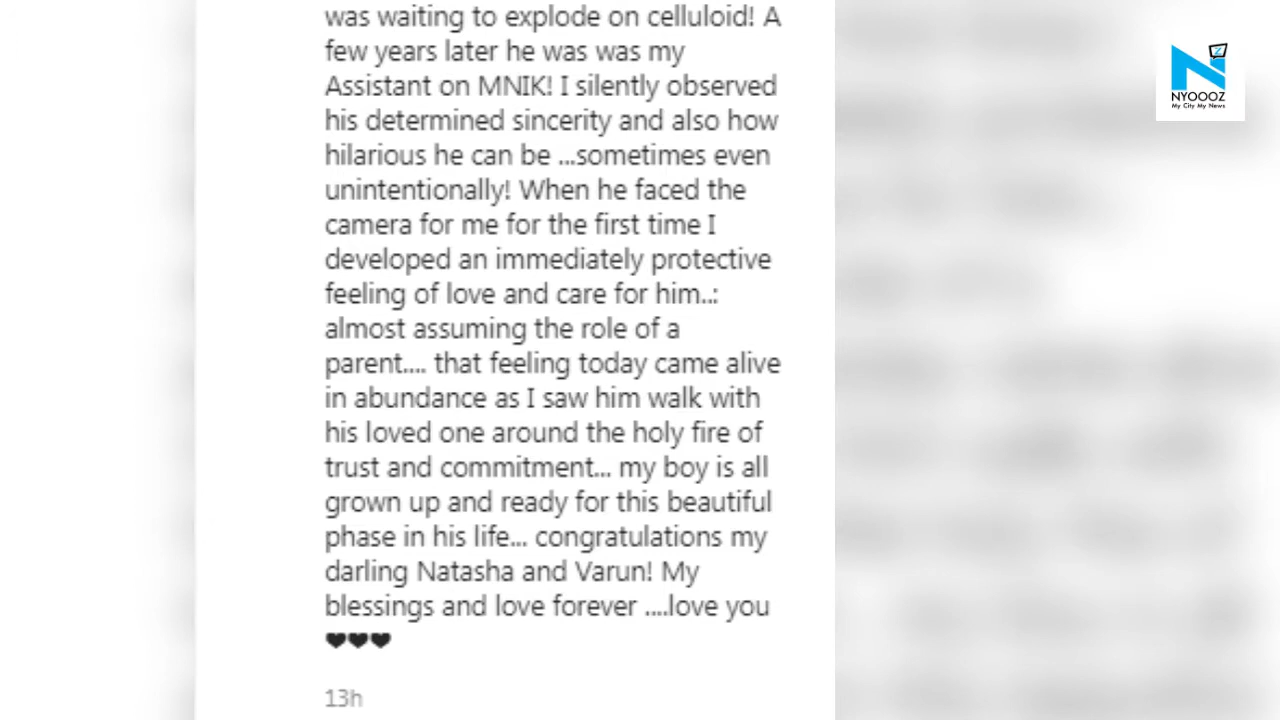 was waiting to explode on celluloid! A
few years later he was was my
Assistant on MNIK! I silently observed
his determined sincerity and also how
hilarious he can be ...sometimes even
unintentionally! When he faced the
camera for me for the first time I
developed an immediately protective
feeling of love and care for him..:
almost assuming the role of a
parent.... that feeling today came alive
in abundance as I saw him walk with
his loved one around the holy fire of
trust and commitment... my boy is all
grown up and ready for this beautiful
phase in his life... congratulations my
darling Natasha and Varun! My
blessings and love forever ....love you
🖤🖤🖤
13h
N Z
NYOOOZ
My City My News